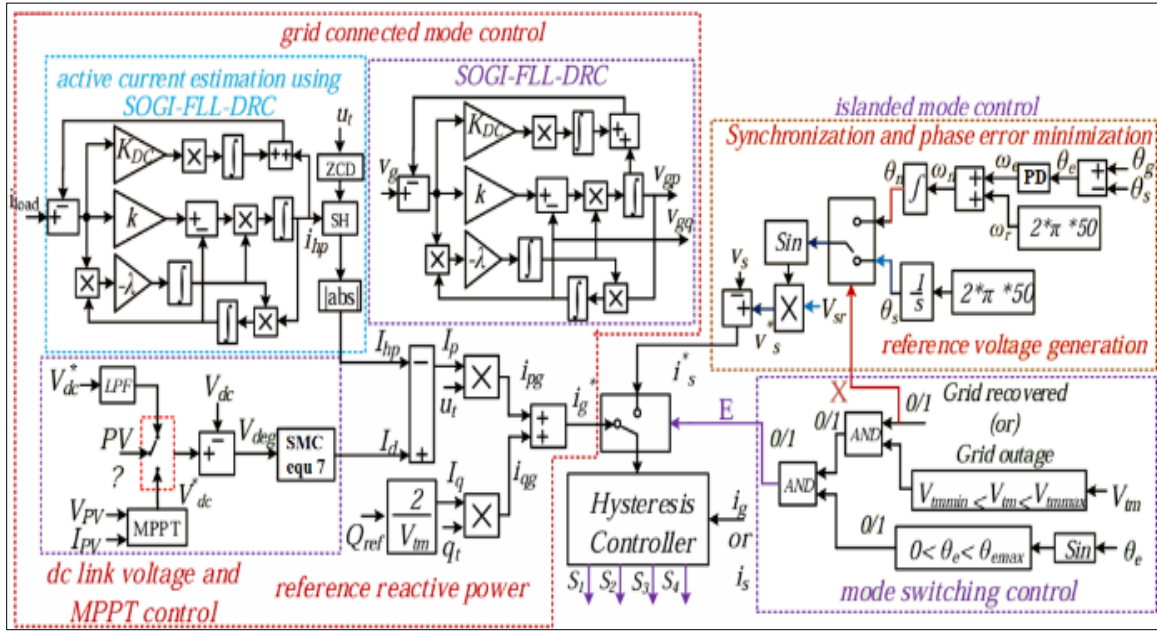 grid connected mode control
active current estimation using
SOGI-FLL-DRC
u_t
K_DC
× ∫ ++
ZCD
i_load
+ −
k
+ −
× ∫
SH
i_hp
×
-λ
∫
∫ ×
|abs|
SOGI-FLL-DRC
K_DC
× ∫ + +
v_g
+ −
k
+ −
× ∫
v_gp
v_gq
×
-λ
∫
∫ ×
islanded mode control
Synchronization and phase error minimization
θ_n
∫
ω_n
+ +
ω_e
PD
θ_e
+ −
θ_g
θ_s
ω_r
2*π *50
Sin
v_s
− +
v*_s
×
V_sr
θ_s
1/s
2*π *50
reference voltage generation
V_dc*
LPF
V_dc
PV
?
+ −
V_deg
SMC
equ 7
V*_dc
V_PV
I_PV
MPPT
dc link voltage and
MPPT control
I_hp
−
+
I_p
u_t
×
i_pg
I_d
+ +
i_g*
I_q
2/V_tm
Q_ref
q_t
×
i_qg
reference reactive power
i_s*
E
Hysteresis
Controller
i_g
or
i_s
S_1 S_2 S_3 S_4
X
0/1
Grid recovered
(or)
Grid outage
0/1
AND
0/1
AND
V_tmmin < V_tm < V_tmmax
V_tm
0/1
0 < θ_e < θ_emax
Sin
θ_e
mode switching control